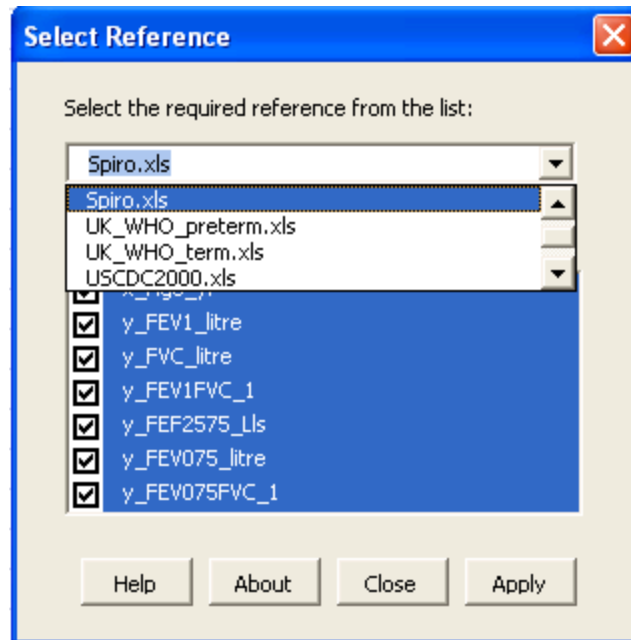 Select Reference
Select the required reference from the list:
Spiro.xls
Spiro.xls
UK_WHO_preterm.xls
UK_WHO_term.xls
USCDC2000.xls
y_FEV1_litre
y_FVC_litre
y_FEV1FVC_1
y_FEF2575_Lls
y_FEV075_litre
y_FEV075FVC_1
Help About Close Apply